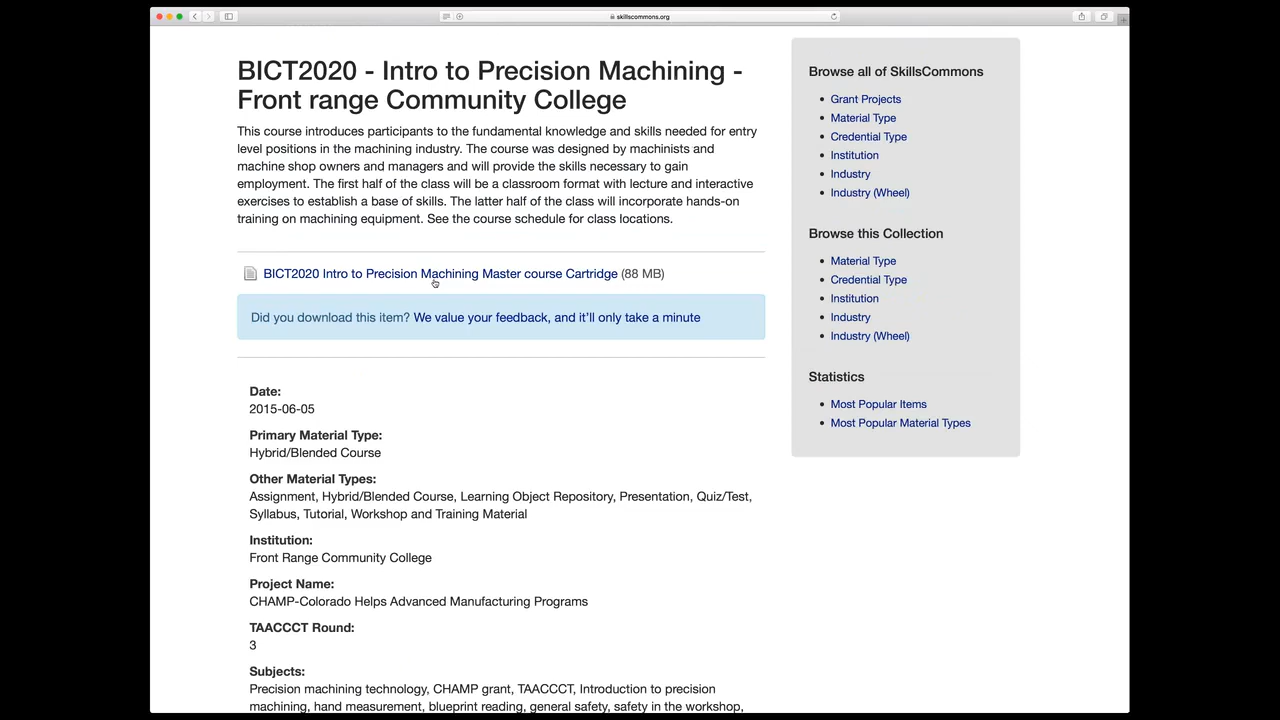 skillscommons.org
BICT2020 - Intro to Precision Machining -
Front range Community College
This course introduces participants to the fundamental knowledge and skills needed for entry
level positions in the machining industry. The course was designed by machinists and
machine shop owners and managers and will provide the skills necessary to gain
employment. The first half of the class will be a classroom format with lecture and interactive
exercises to establish a base of skills. The latter half of the class will incorporate hands-on
training on machining equipment. See the course schedule for class locations.
BICT2020 Intro to Precision Machining Master course Cartridge (88 MB)
Did you download this item? We value your feedback, and it'll only take a minute
Date:
2015-06-05
Primary Material Type:
Hybrid/Blended Course
Other Material Types:
Assignment, Hybrid/Blended Course, Learning Object Repository, Presentation, Quiz/Test,
Syllabus, Tutorial, Workshop and Training Material
Institution:
Front Range Community College
Project Name:
CHAMP-Colorado Helps Advanced Manufacturing Programs
TAACCCT Round:
3
Subjects:
Precision machining technology, CHAMP grant, TAACCCT, Introduction to precision
machining, hand measurement, blueprint reading, general safety, safety in the workshop,
Browse all of SkillsCommons
Grant Projects
Material Type
Credential Type
Institution
Industry
Industry (Wheel)
Browse this Collection
Material Type
Credential Type
Institution
Industry
Industry (Wheel)
Statistics
Most Popular Items
Most Popular Material Types